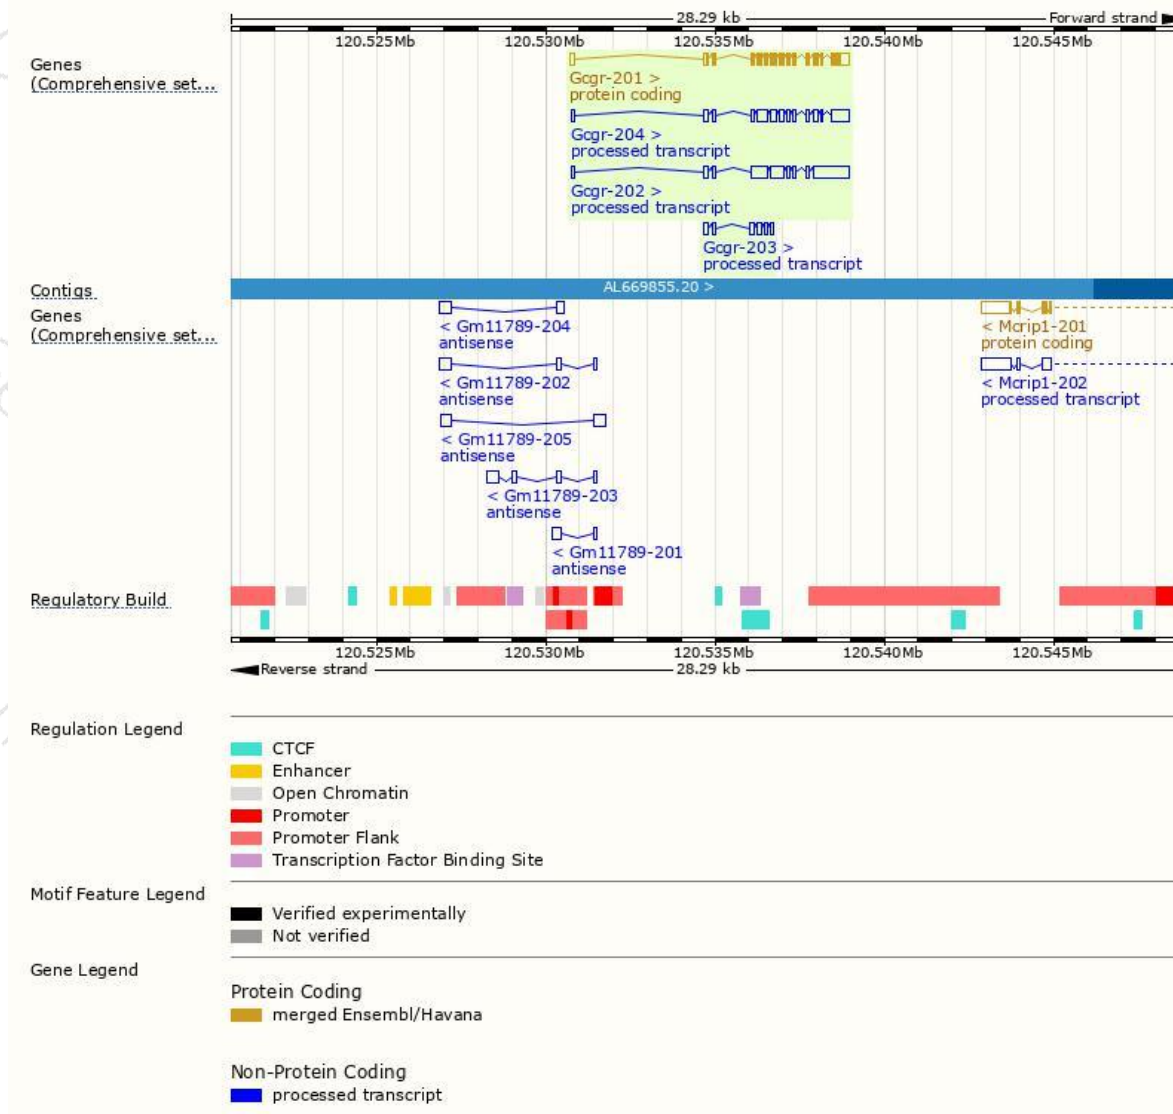 28.29 kb
Forward strand
120.525Mb 120.530Mb 120.535Mb 120.540Mb 120.545Mb
Genes
(Comprehensive set...
Gcgr-201 >
protein coding
Gcgr-204 >
processed transcript
Gcgr-202 >
processed transcript
Gcgr-203 >
processed transcript
Contigs
AL669855.20 >
Genes
(Comprehensive set...
< Gm11789-204
antisense
< Mcrip1-201
protein coding
< Gm11789-202
antisense
< Mcrip1-202
processed transcript
< Gm11789-205
antisense
< Gm11789-203
antisense
< Gm11789-201
antisense
Regulatory Build
120.525Mb 120.530Mb 120.535Mb 120.540Mb 120.545Mb
Reverse strand
28.29 kb
Regulation Legend
CTCF
Enhancer
Open Chromatin
Promoter
Promoter Flank
Transcription Factor Binding Site
Motif Feature Legend
Verified experimentally
Not verified
Gene Legend
Protein Coding
merged Ensembl/Havana
Non-Protein Coding
processed transcript